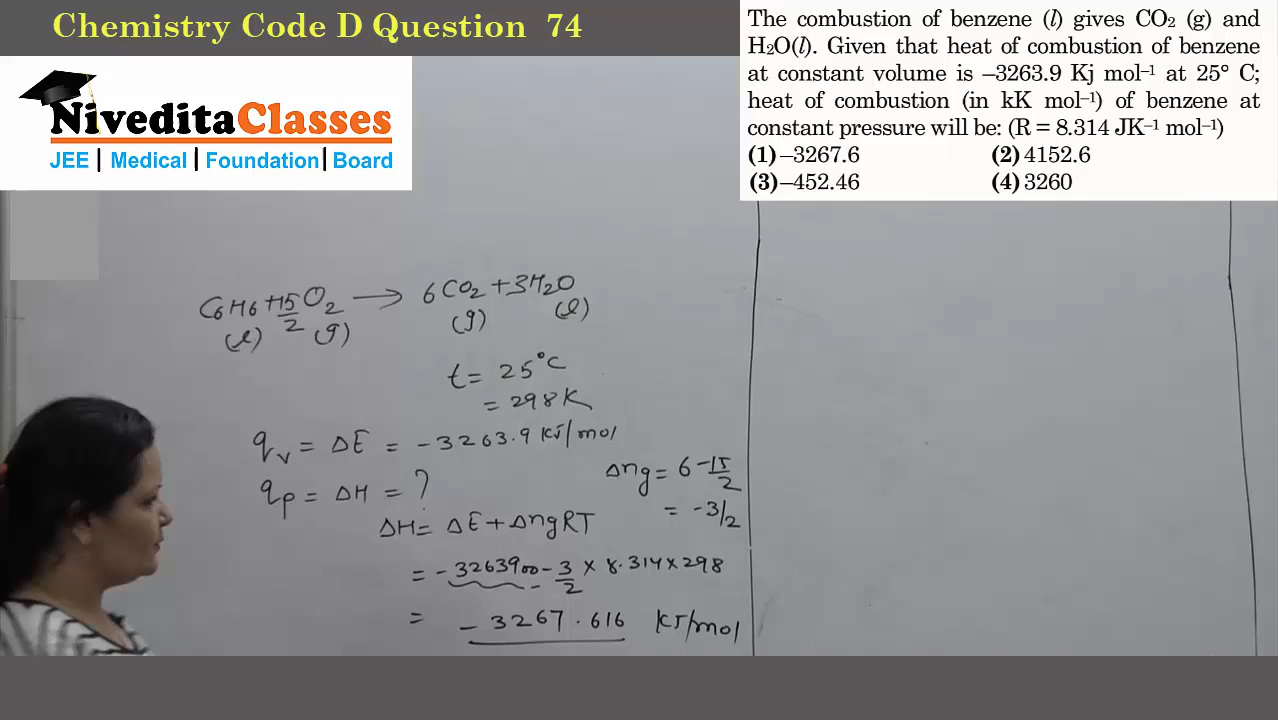 Chemistry Code D Question 74
The combustion of benzene (l) gives CO₂ (g) and
H₂O(l). Given that heat of combustion of benzene
at constant volume is –3263.9 Kj mol⁻¹ at 25° C;
heat of combustion (in kK mol⁻¹) of benzene at
constant pressure will be: (R = 8.314 JK⁻¹ mol⁻¹)
(1) –3267.6 (2) 4152.6
(3) –452.46 (4) 3260
NiveditaClasses
JEE | Medical | Foundation | Board
C6H6 + 15/2 O2 → 6CO2 + 3H2O
(l) (g) (g) (l)
t = 25°C
= 298K
qv = ΔE = -3263.9 KJ/mol
Δng = 6 - 15/2
qp = ΔH = ?
= -3/2
ΔH = ΔE + ΔngRT
= -3263900 - 3/2 × 8.314 × 298
= -3267.616 KJ/mol